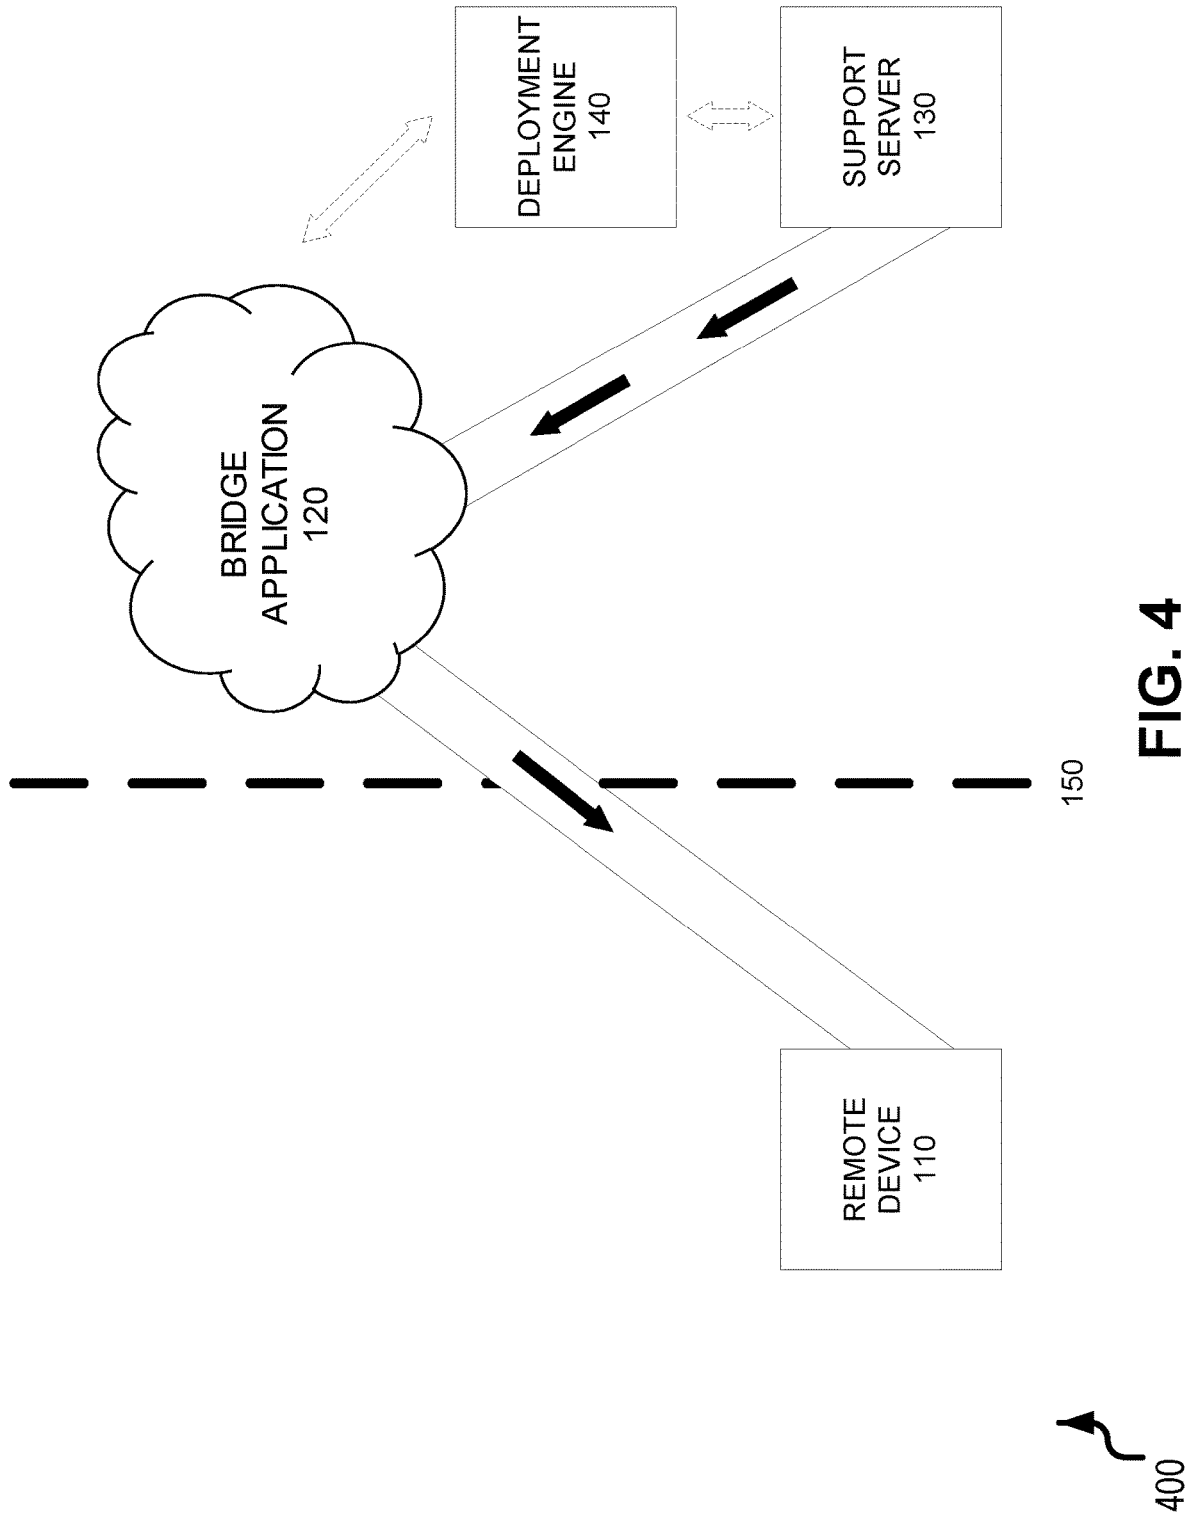 BRIDGE
APPLICATION
120
DEPLOYMENT
ENGINE
140
REMOTE
DEVICE
110
SUPPORT
SERVER
130
150
400
FIG. 4